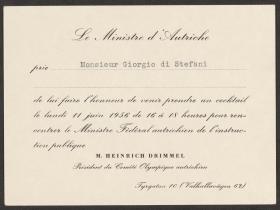 Le Ministre d'Autriche
prie Monsieur Giorgio di Stefani
de lui faire l'honneur de venir prendre un cocktail
le lundi 11 juin 1956 de 16 à 18 heures pour ren-
contrer le Ministre Fédéral autrichien de l'instruc-
tion publique
M. HEINRICH DRIMMEL
Président du Comité Olympique autrichien
Tyrgatan 10 (Valhallavägen 62)